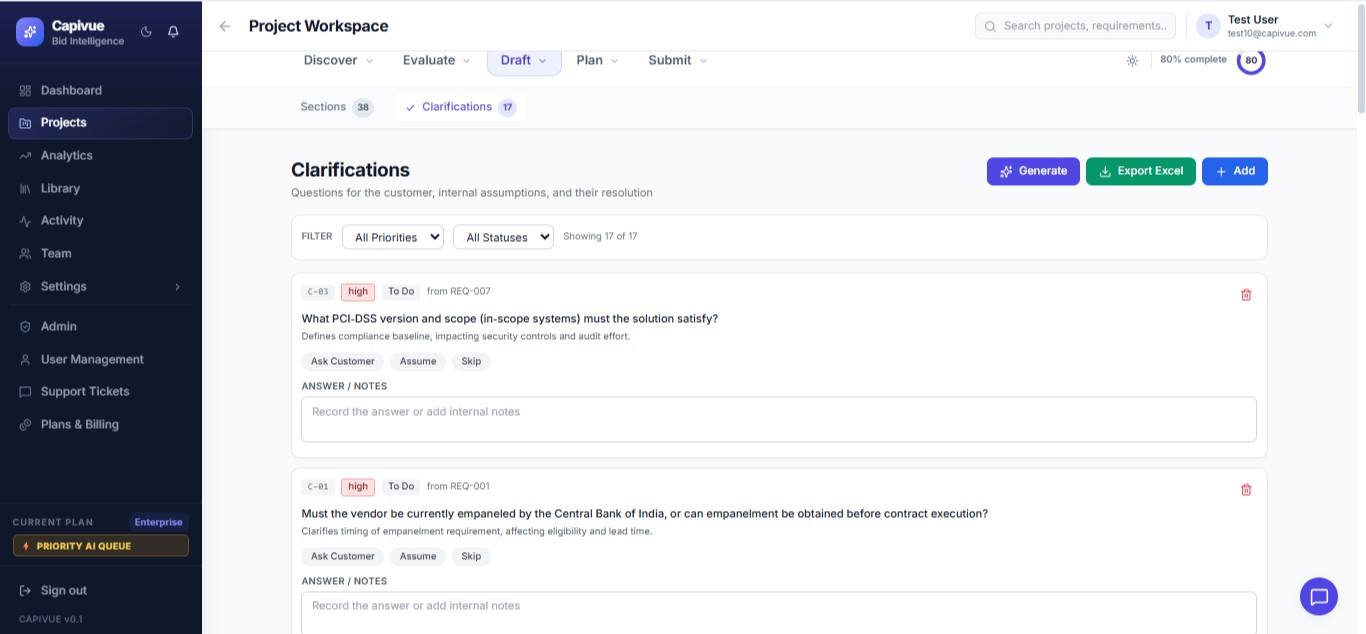 Capivue
Bid Intelligence
Dashboard
Projects
Analytics
Library
Activity
Team
Settings
Admin
User Management
Support Tickets
Plans & Billing
CURRENT PLAN Enterprise
PRIORITY AI QUEUE
Sign out
CAPIVUE v0.1
Project Workspace
Search projects, requirements..
T
Test User
test10@capivue.com
Discover Evaluate Draft Plan Submit
80% complete 80
Sections 38 Clarifications 17
Clarifications
Questions for the customer, internal assumptions, and their resolution
Generate Export Excel Add
FILTER All Priorities All Statuses Showing 17 of 17
C-03 high To Do from REQ-007
What PCI-DSS version and scope (in-scope systems) must the solution satisfy?
Defines compliance baseline, impacting security controls and audit effort.
Ask Customer Assume Skip
ANSWER / NOTES
Record the answer or add internal notes
C-01 high To Do from REQ-001
Must the vendor be currently empaneled by the Central Bank of India, or can empanelment be obtained before contract execution?
Clarifies timing of empanelment requirement, affecting eligibility and lead time.
Ask Customer Assume Skip
ANSWER / NOTES
Record the answer or add internal notes